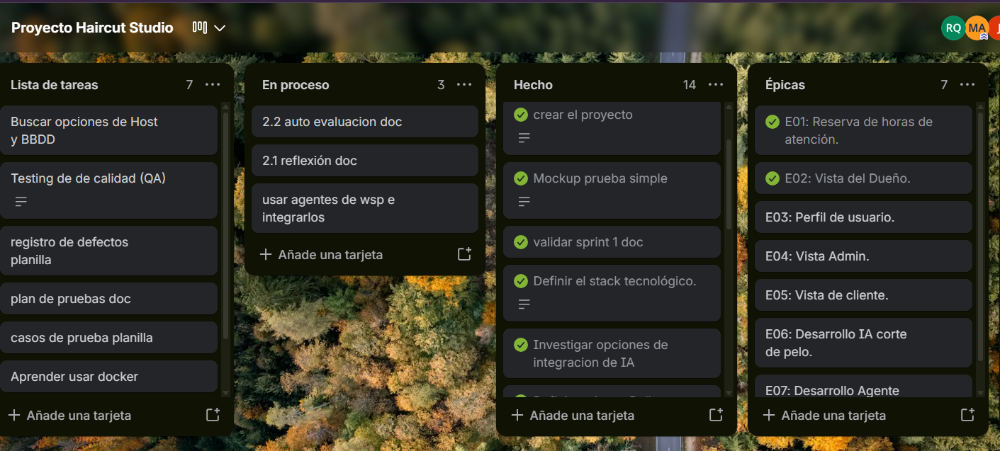 Proyecto Haircut Studio
RQ
MA
Lista de tareas
7
Buscar opciones de Host
y BBDD
Testing de de calidad (QA)
registro de defectos
planilla
plan de pruebas doc
casos de prueba planilla
Aprender usar docker
Añade una tarjeta
En proceso
3
2.2 auto evaluacion doc
2.1 reflexión doc
usar agentes de wsp e
integrarlos
Añade una tarjeta
Hecho
14
crear el proyecto
Mockup prueba simple
validar sprint 1 doc
Definir el stack tecnológico.
Investigar opciones de
integracion de IA
Añade una tarjeta
Épicas
7
E01: Reserva de horas de
atención.
E02: Vista del Dueño.
E03: Perfil de usuario.
E04: Vista Admin.
E05: Vista de cliente.
E06: Desarrollo IA corte
de pelo.
E07: Desarrollo Agente
Añade una tarjeta